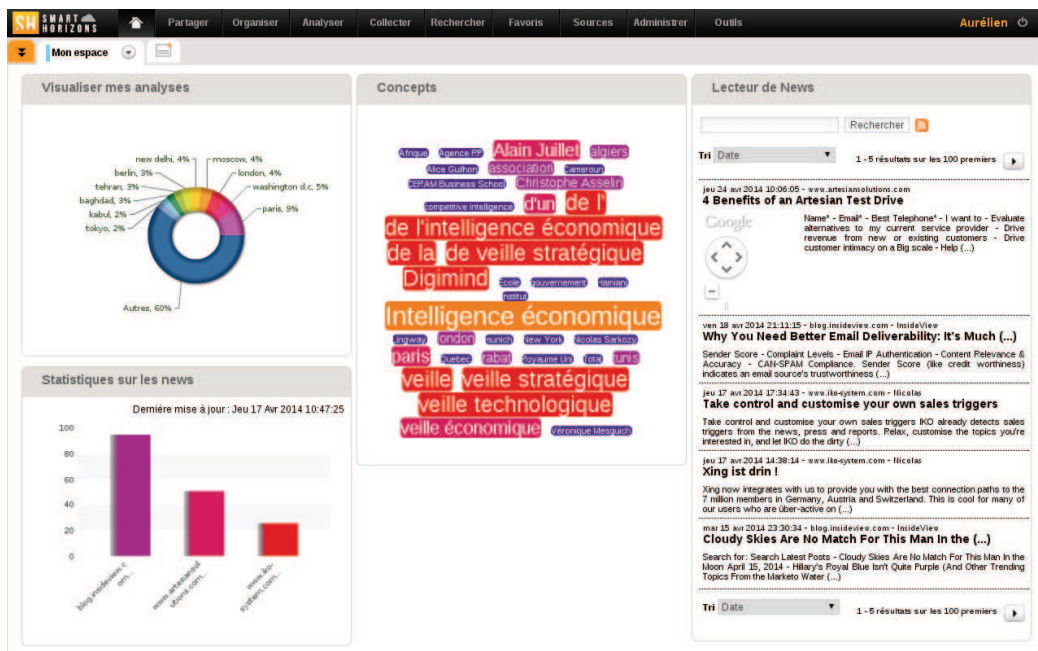 SH SMART HORIZONS
Partager Organiser Analyser Collecter Rechercher Favoris Sources Administrer Outils Aurélien
Mon espace
Visualiser mes analyses
new delhi, 4%
moscow, 4%
berlin, 3%
london, 4%
tehran, 3%
washington d.c, 5%
baghdad, 3%
paris, 9%
kabul, 2%
tokyo, 2%
Autres, 60%
Statistiques sur les news
Dernière mise à jour : Jeu 17 Avr 2014 10:47:25
100
80
60
40
20
0
blog.insideview.c
om...
www.artesiansol
utions.com...
www.iko-
system.com...
Concepts
Afrique Agence RP Alain Juillet algiers
Alice Guilhon association Cameroun
CEPAM Business Schoo Christophe Asselin
competitive intelligence d'un de l'
de l'intelligence économique
de la de veille stratégique
Digimind Ecole gouvernement Hamani
Institut
Intelligence économique
Lingway london munich New York Nicolas Sarkozy
paris Quebec rabat Royaume Uni Total tunis
veille veille stratégique
veille technologique
veille économique Véronique Mesguich
Lecteur de News
Rechercher
Tri Date 1 - 5 résultats sur les 100 premiers
jeu 24 avr 2014 10:06:05 - www.artesiansolutions.com
4 Benefits of an Artesian Test Drive
Google
Name* - Email* - Best Telephone* - I want to - Evaluate
alternatives to my current service provider - Drive
revenue from new or existing customers - Drive
customer intimacy on a Big scale - Help (...)
ven 18 avr 2014 21:11:15 - blog.insideview.com - InsideView
Why You Need Better Email Deliverability: It's Much (...)
Sender Score - Complaint Levels - Email IP Authentication - Content Relevance &
Accuracy - CAN-SPAM Compliance. Sender Score (like credit worthiness)
indicates an email source's trustworthiness (...)
jeu 17 avr 2014 17:34:43 - www.iko-system.com - Nicolas
Take control and customise your own sales triggers
Take control and customise your own sales triggers IKO already detects sales
triggers from the news, press and reports. Relax, customise the topics you're
interested in, and let IKO do the dirty (...)
jeu 17 avr 2014 14:38:14 - www.iko-system.com - Nicolas
Xing ist drin !
Xing now integrates with us to provide you with the best connection paths to the
7 million members in Germany, Austria and Switzerland. This is cool for many of
our users who are über-active on (...)
mar 15 avr 2014 23:30:34 - blog.insideview.com - InsideView
Cloudy Skies Are No Match For This Man In the (...)
Search for: Search Latest Posts - Cloudy Skies Are No Match For This Man In the
Moon April 15, 2014 - Hillary's Royal Blue Isn't Quite Purple (And Other Trending
Topics From the Marketo Water (...)
Tri Date 1 - 5 résultats sur les 100 premiers